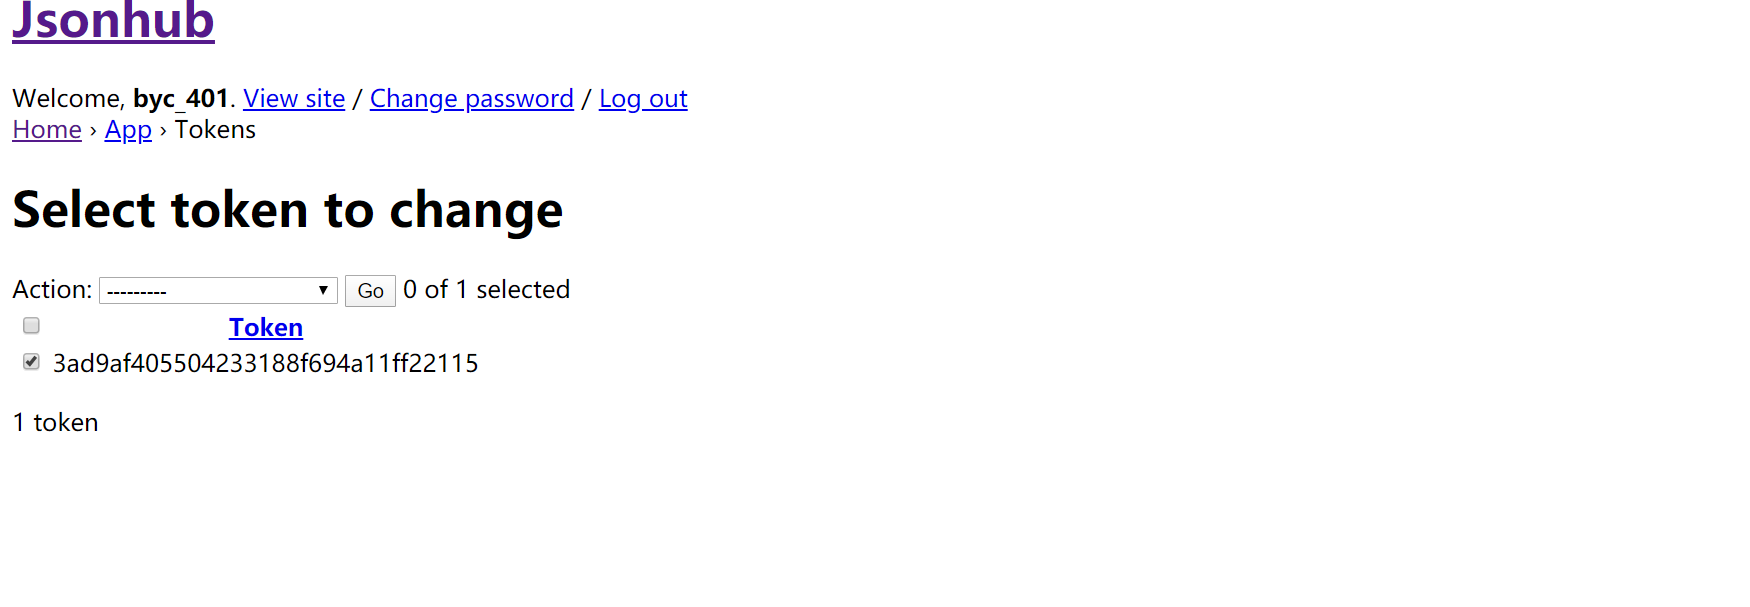 Jsonhub
Welcome, byc_401. View site / Change password / Log out
Home › App › Tokens
Select token to change
Action: --------- Go 0 of 1 selected
Token
3ad9af405504233188f694a11ff22115
1 token